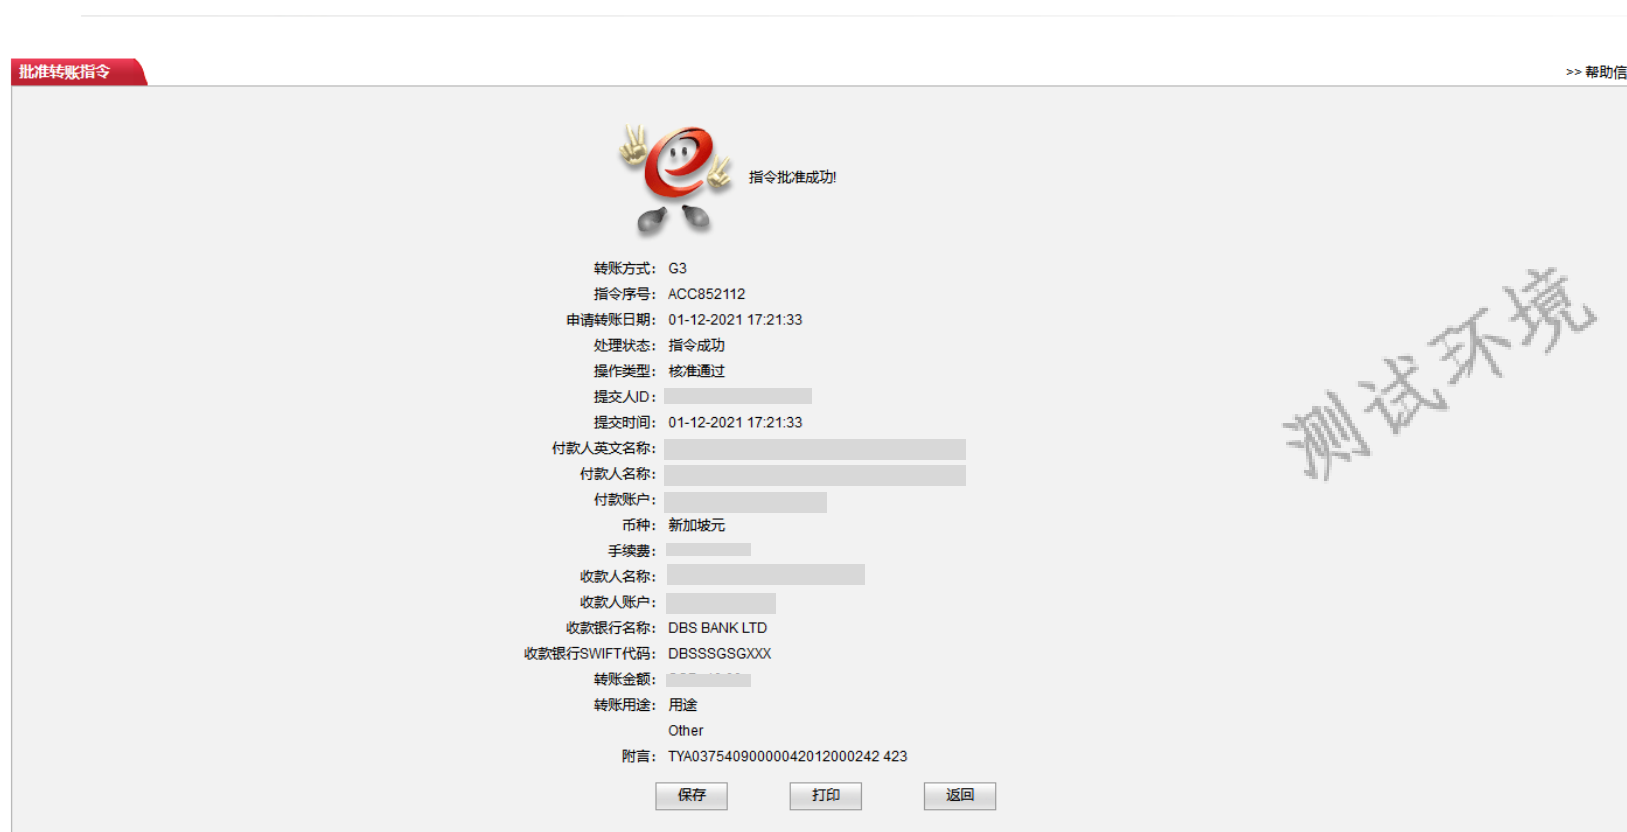 批准转账指令
>> 帮助信
指令批准成功!
转账方式： G3
指令序号： ACC852112
申请转账日期： 01-12-2021 17:21:33
处理状态： 指令成功
操作类型： 核准通过
提交人ID：
提交时间： 01-12-2021 17:21:33
付款人英文名称：
付款人名称：
付款账户：
币种： 新加坡元
手续费：
收款人名称：
收款人账户：
收款银行名称： DBS BANK LTD
收款银行SWIFT代码： DBSSSGSGXXX
转账金额：
转账用途： 用途
Other
附言： TYA03754090000042012000242 423
保存 打印 返回
测试环境